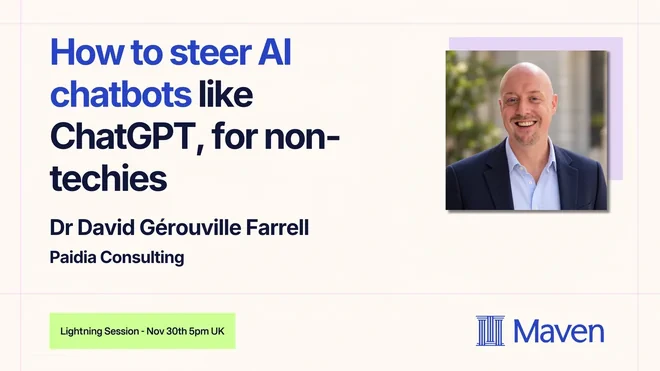 How to steer AI
chatbots like
ChatGPT, for non-
techies
Dr David Gérouville Farrell
Paidia Consulting
Lightning Session - Nov 30th 5pm UK
Maven